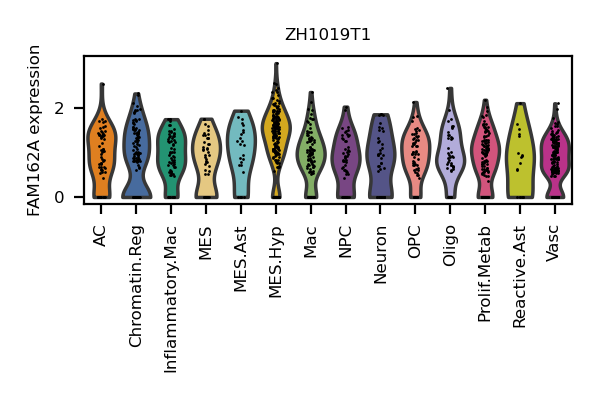 ZH1019T1
FAM162A expression
2
0
AC
Chromatin.Reg
Inflammatory.Mac
MES
MES.Ast
MES.Hyp
Mac
NPC
Neuron
OPC
Oligo
Prolif.Metab
Reactive.Ast
Vasc